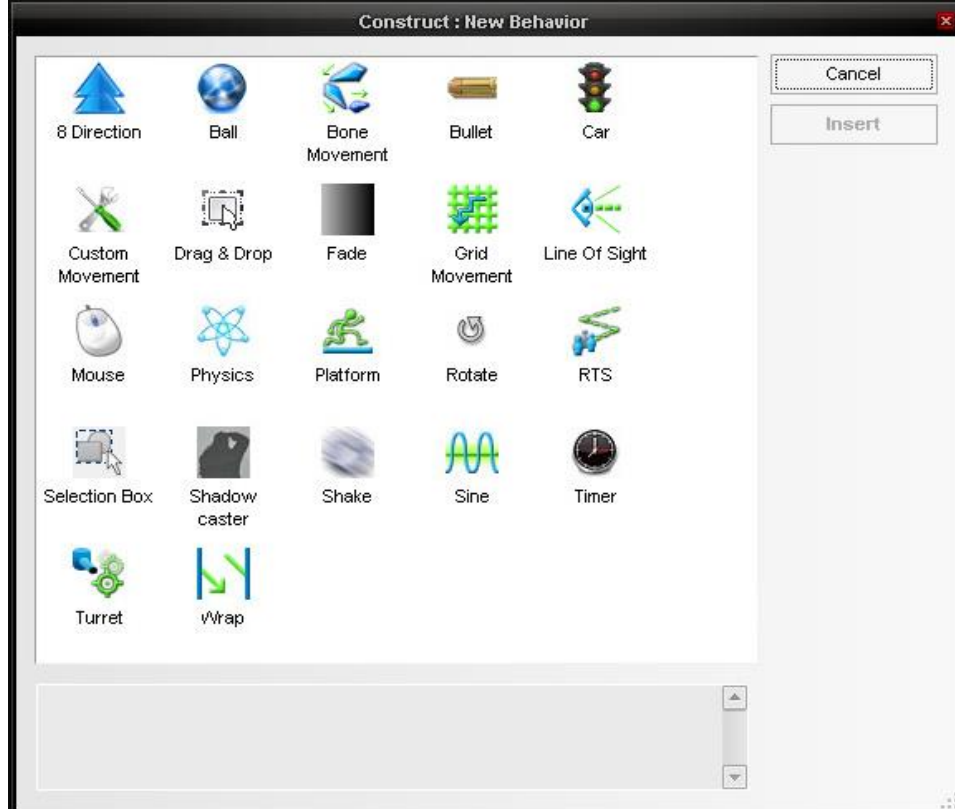 Construct : New Behavior
Cancel
Insert
8 Direction
Ball
Bone
Movement
Bullet
Car
Custom
Movement
Drag & Drop
Fade
Grid
Movement
Line Of Sight
Mouse
Physics
Platform
Rotate
RTS
Selection Box
Shadow
caster
Shake
Sine
Timer
Turret
Wrap